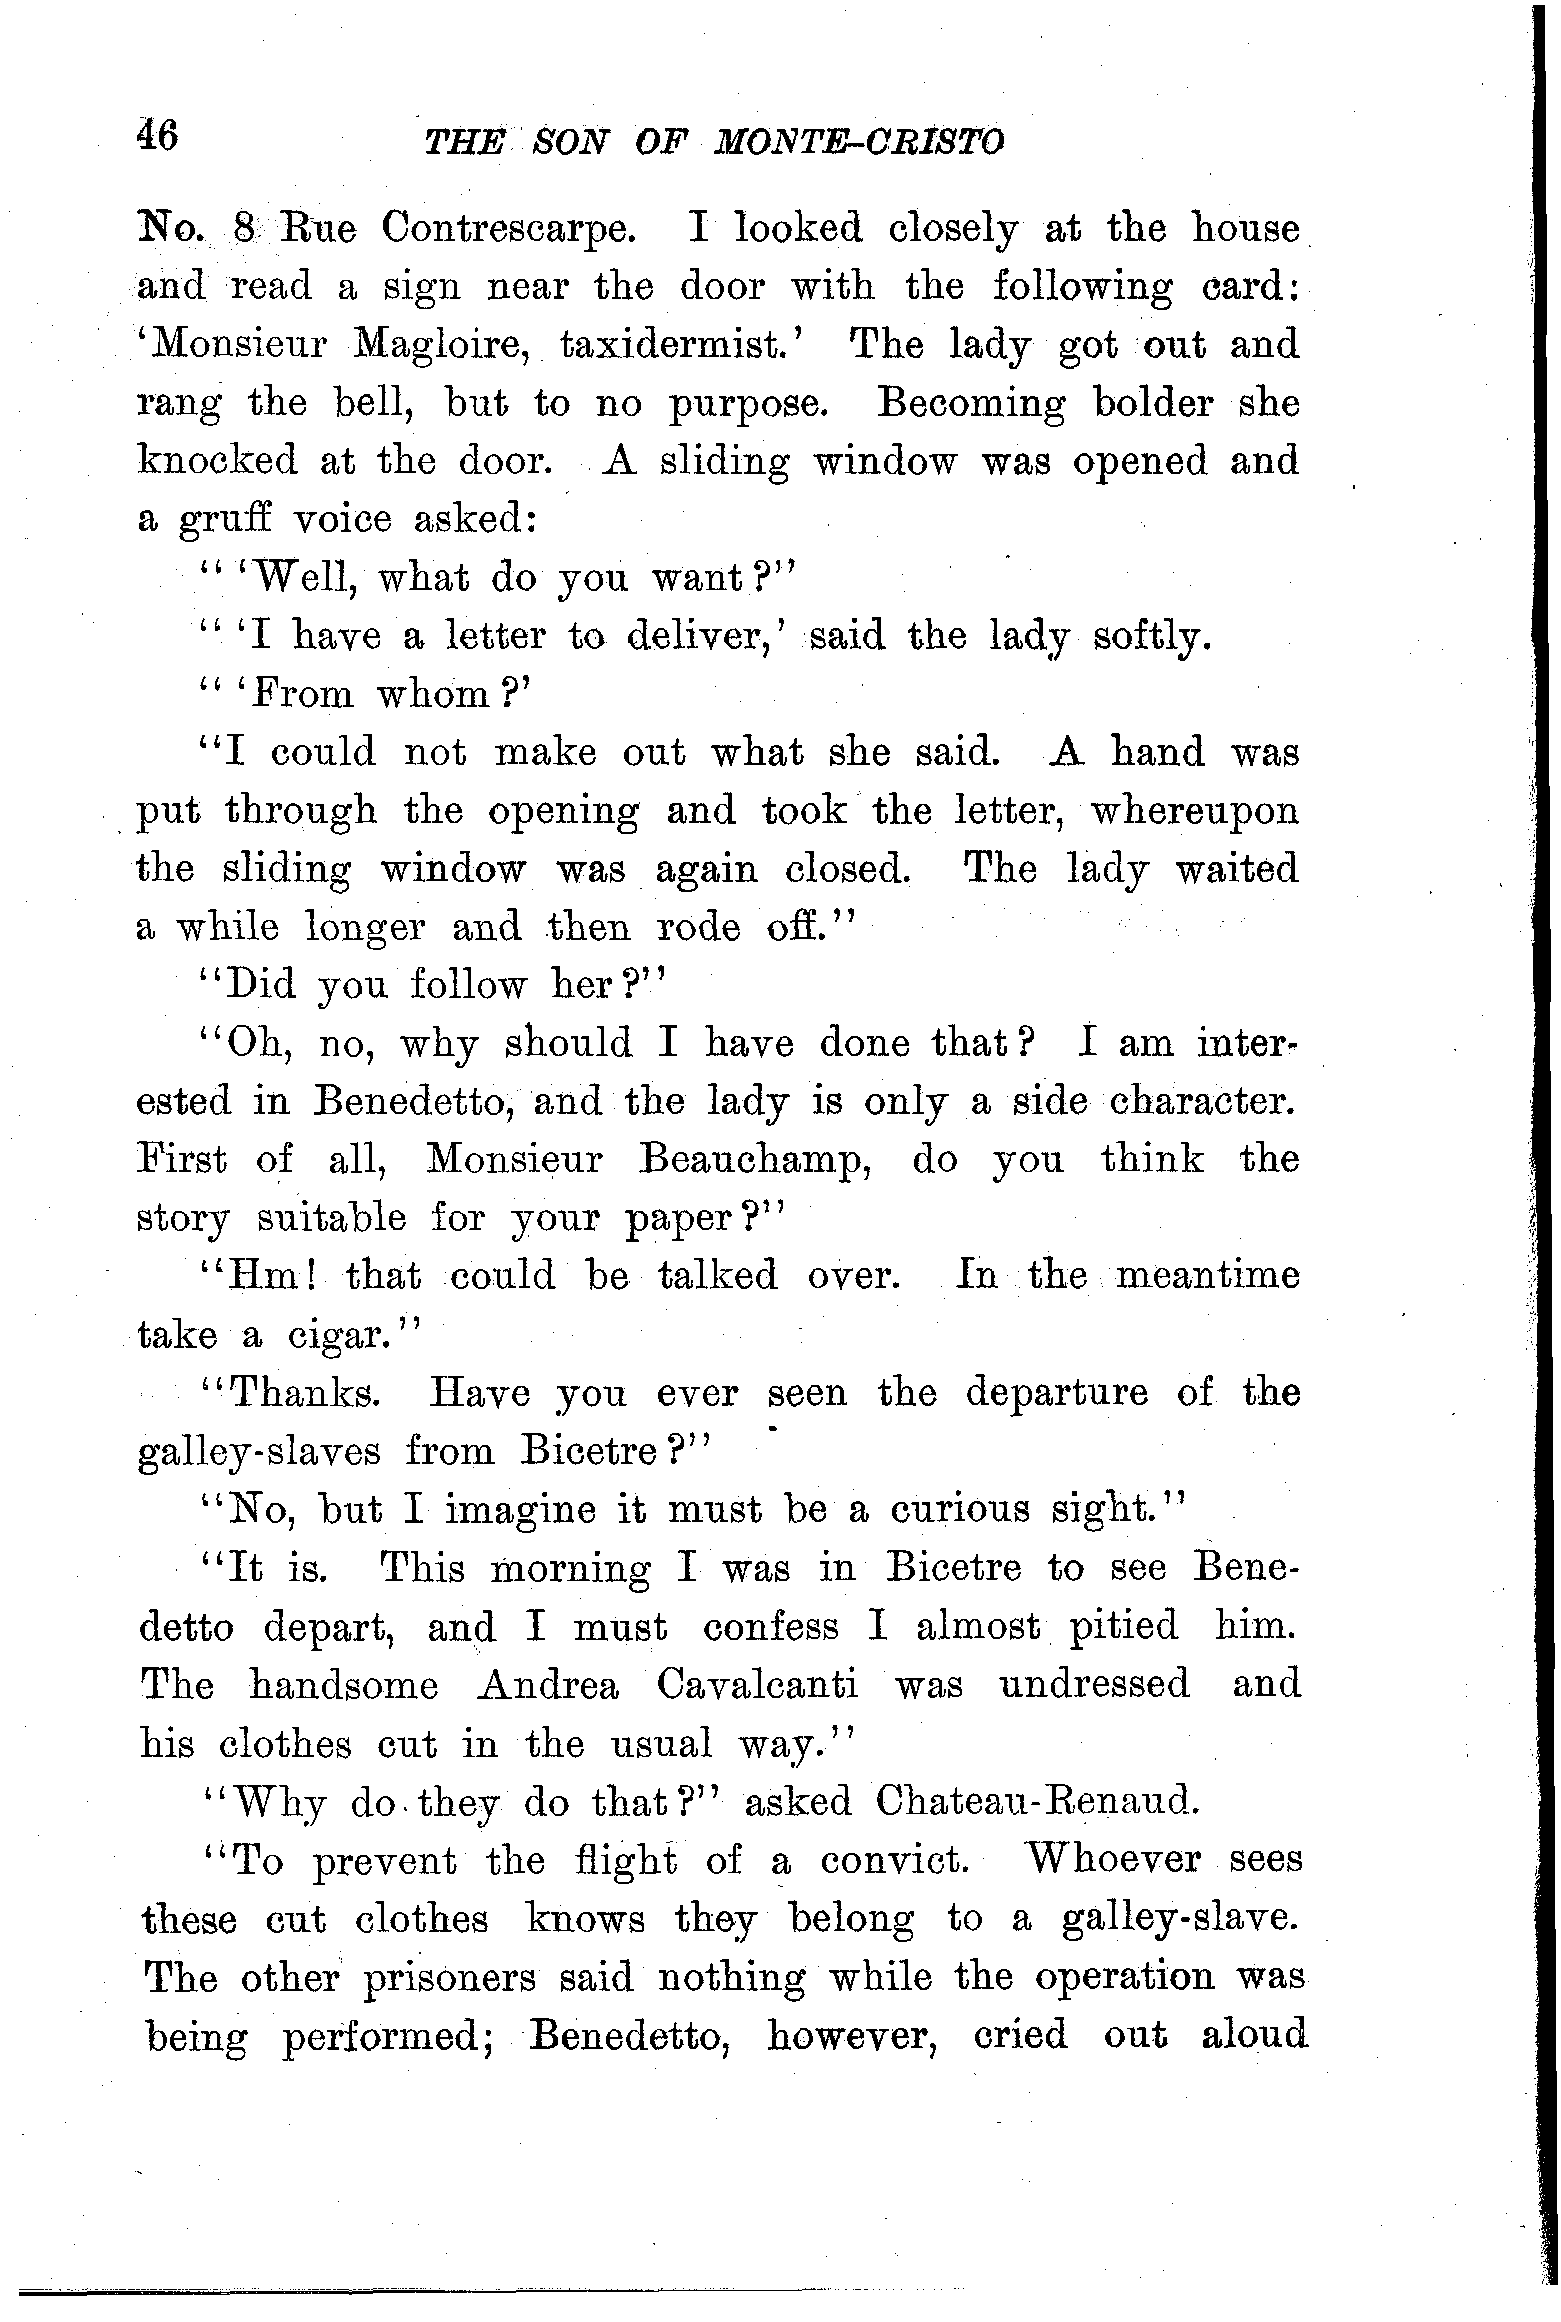 46 THE SON OF MONTE-CRISTO
No. 8 Rue Contrescarpe. I looked closely at the house
and read a sign near the door with the following card:
'Monsieur Magloire, taxidermist.' The lady got out and
rang the bell, but to no purpose. Becoming bolder she
knocked at the door. A sliding window was opened and
a gruff voice asked:
" 'Well, what do you want?"
" 'I have a letter to deliver,' said the lady softly.
" 'From whom?'
"I could not make out what she said. A hand was
put through the opening and took the letter, whereupon
the sliding window was again closed. The lady waited
a while longer and then rode off."
"Did you follow her?"
"Oh, no, why should I have done that? I am inter-
ested in Benedetto, and the lady is only a side character.
First of all, Monsieur Beauchamp, do you think the
story suitable for your paper?"
"Hm! that could be talked over. In the meantime
take a cigar."
"Thanks. Have you ever seen the departure of the
galley-slaves from Bicetre?"
"No, but I imagine it must be a curious sight."
"It is. This morning I was in Bicetre to see Bene-
detto depart, and I must confess I almost pitied him.
The handsome Andrea Cavalcanti was undressed and
his clothes cut in the usual way."
"Why do they do that?" asked Chateau-Renaud.
"To prevent the flight of a convict. Whoever sees
these cut clothes knows they belong to a galley-slave.
The other prisoners said nothing while the operation was
being performed; Benedetto, however, cried out aloud